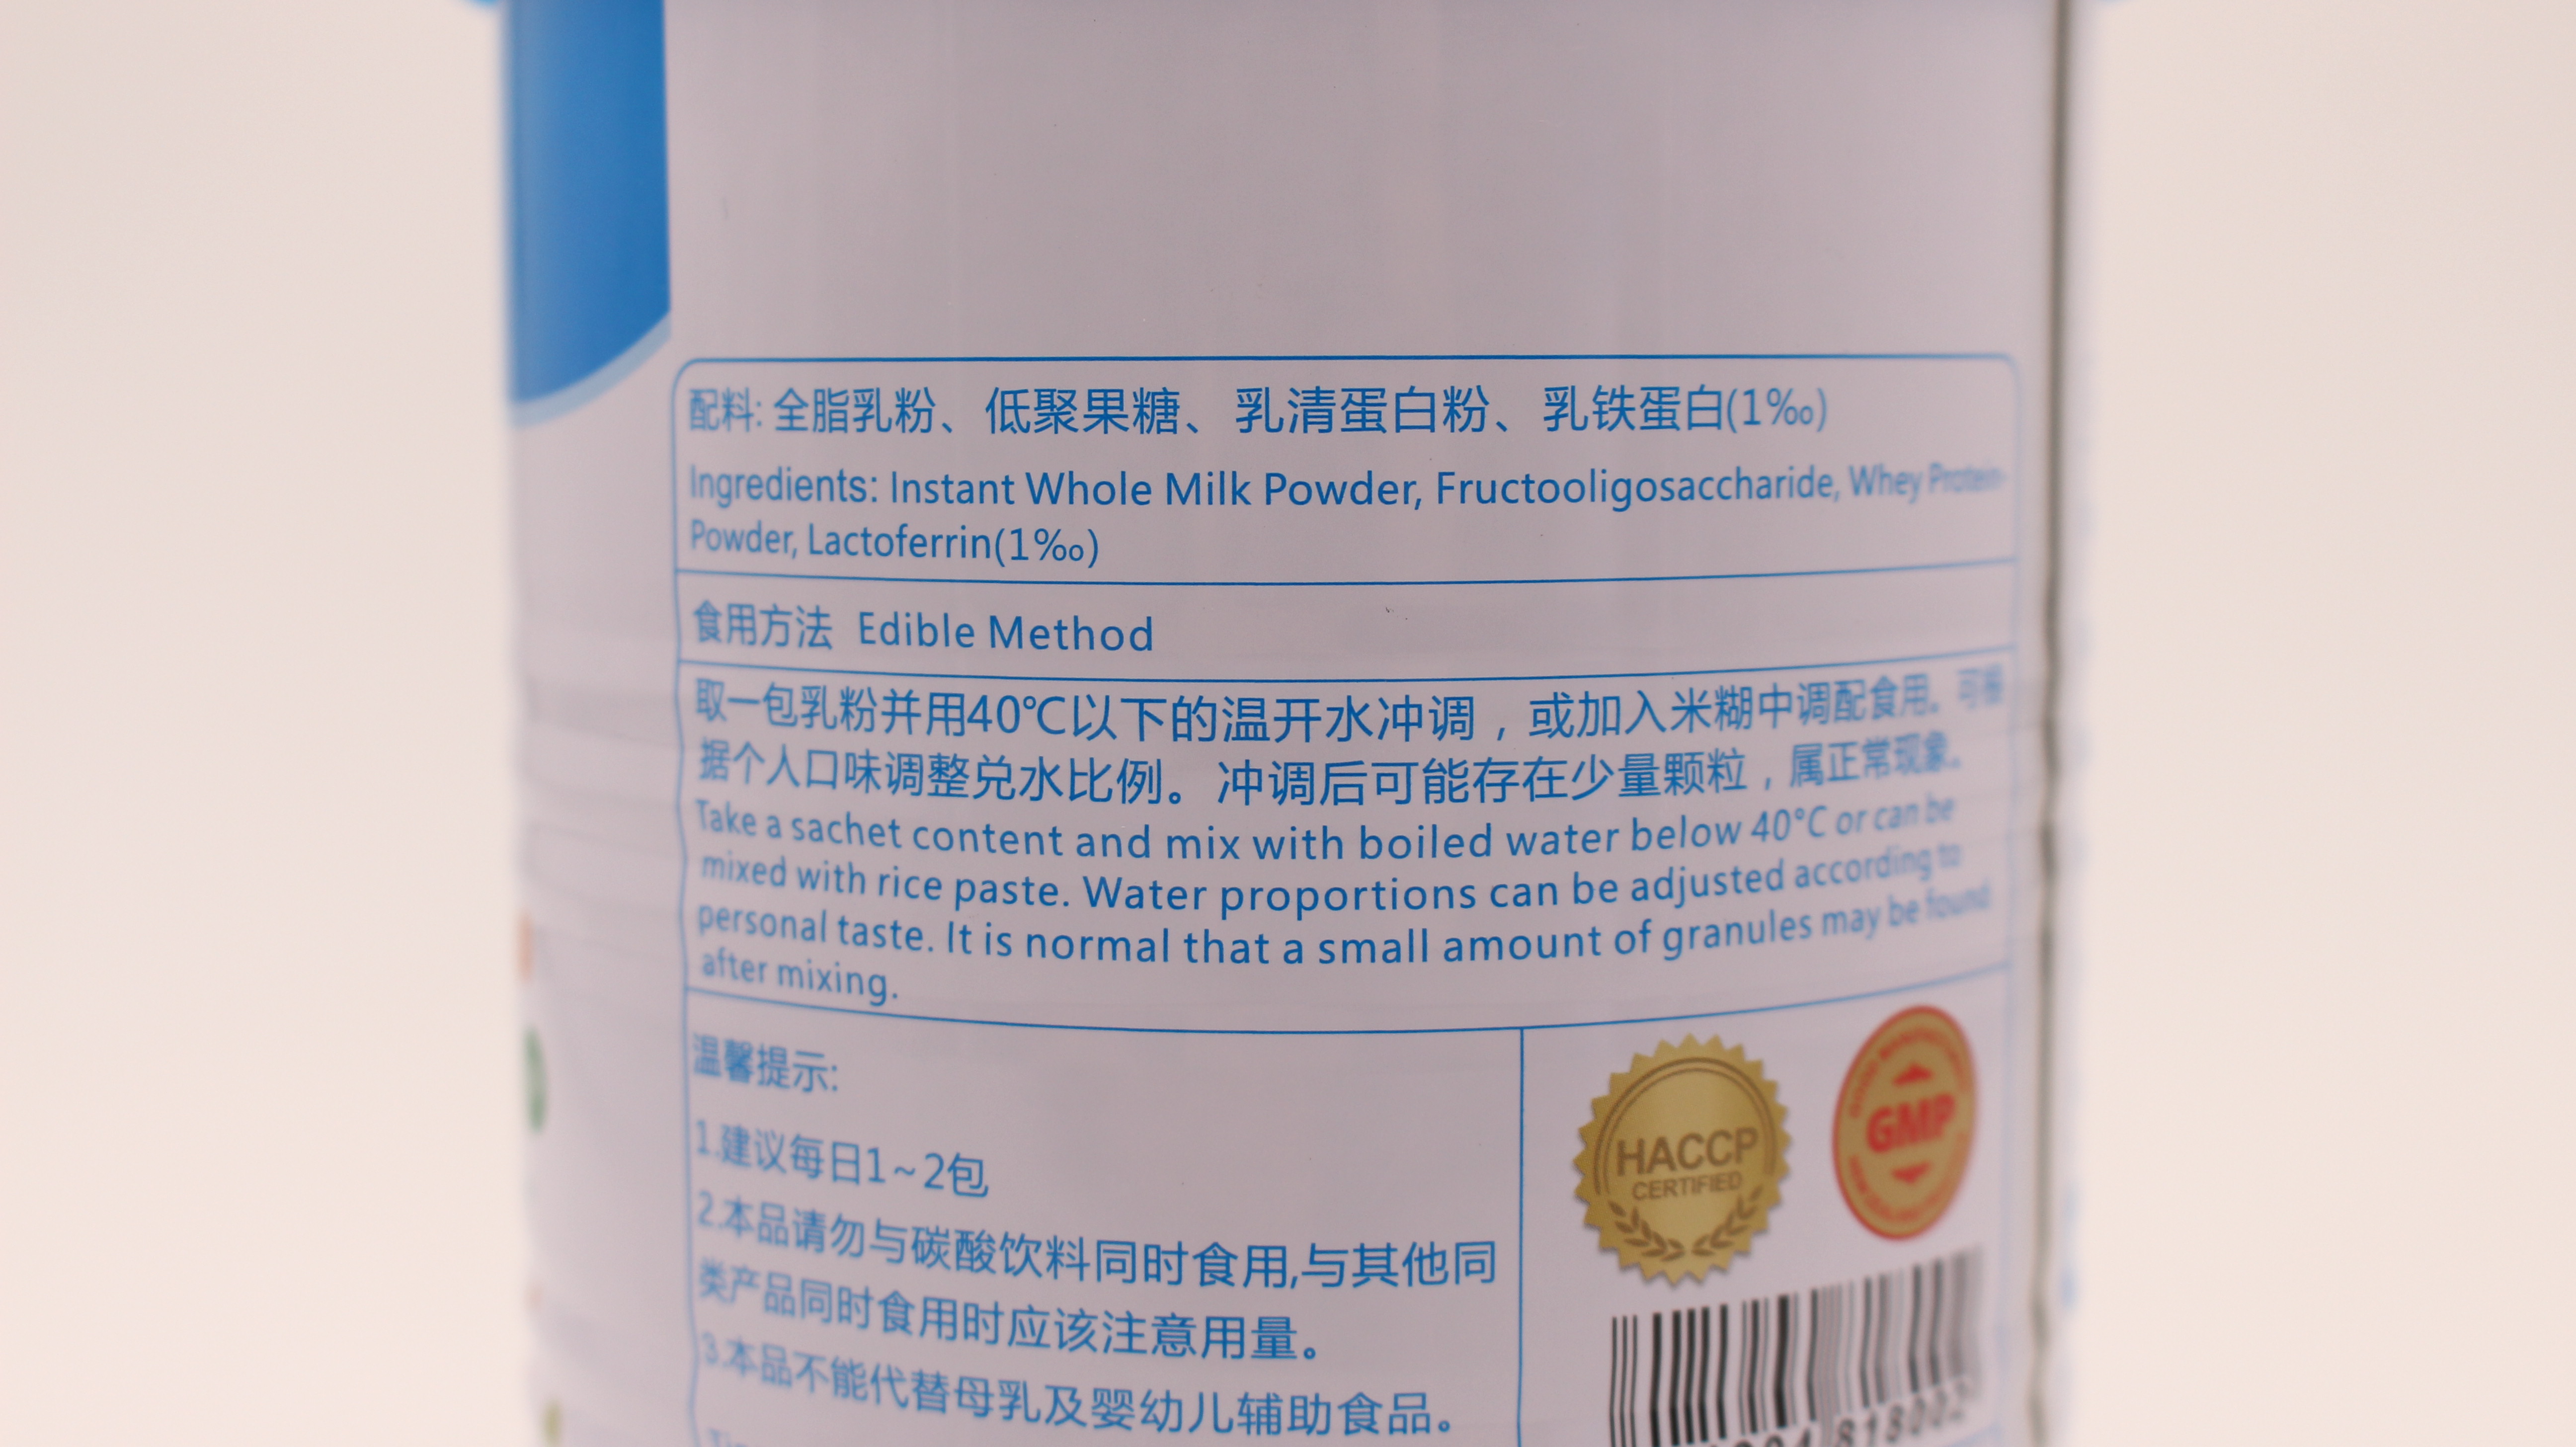 配料: 全脂乳粉、低聚果糖、乳清蛋白粉、乳铁蛋白(1‰)
Ingredients: Instant Whole Milk Powder, Fructooligosaccharide, Whey Protein-
Powder, Lactoferrin(1‰)
食用方法 Edible Method
取一包乳粉并用40℃以下的温开水冲调，或加入米糊中调配食用。可根
据个人口味调整兑水比例。冲调后可能存在少量颗粒，属正常现象。
Take a sachet content and mix with boiled water below 40°C or can be
mixed with rice paste. Water proportions can be adjusted according to
personal taste. It is normal that a small amount of granules may be found
after mixing.
温馨提示:
1.建议每日1~2包
2.本品请勿与碳酸饮料同时食用,与其他同
类产品同时食用时应该注意用量。
3.本品不能代替母乳及婴幼儿辅助食品。
HACCP
CERTIFIED
GMP